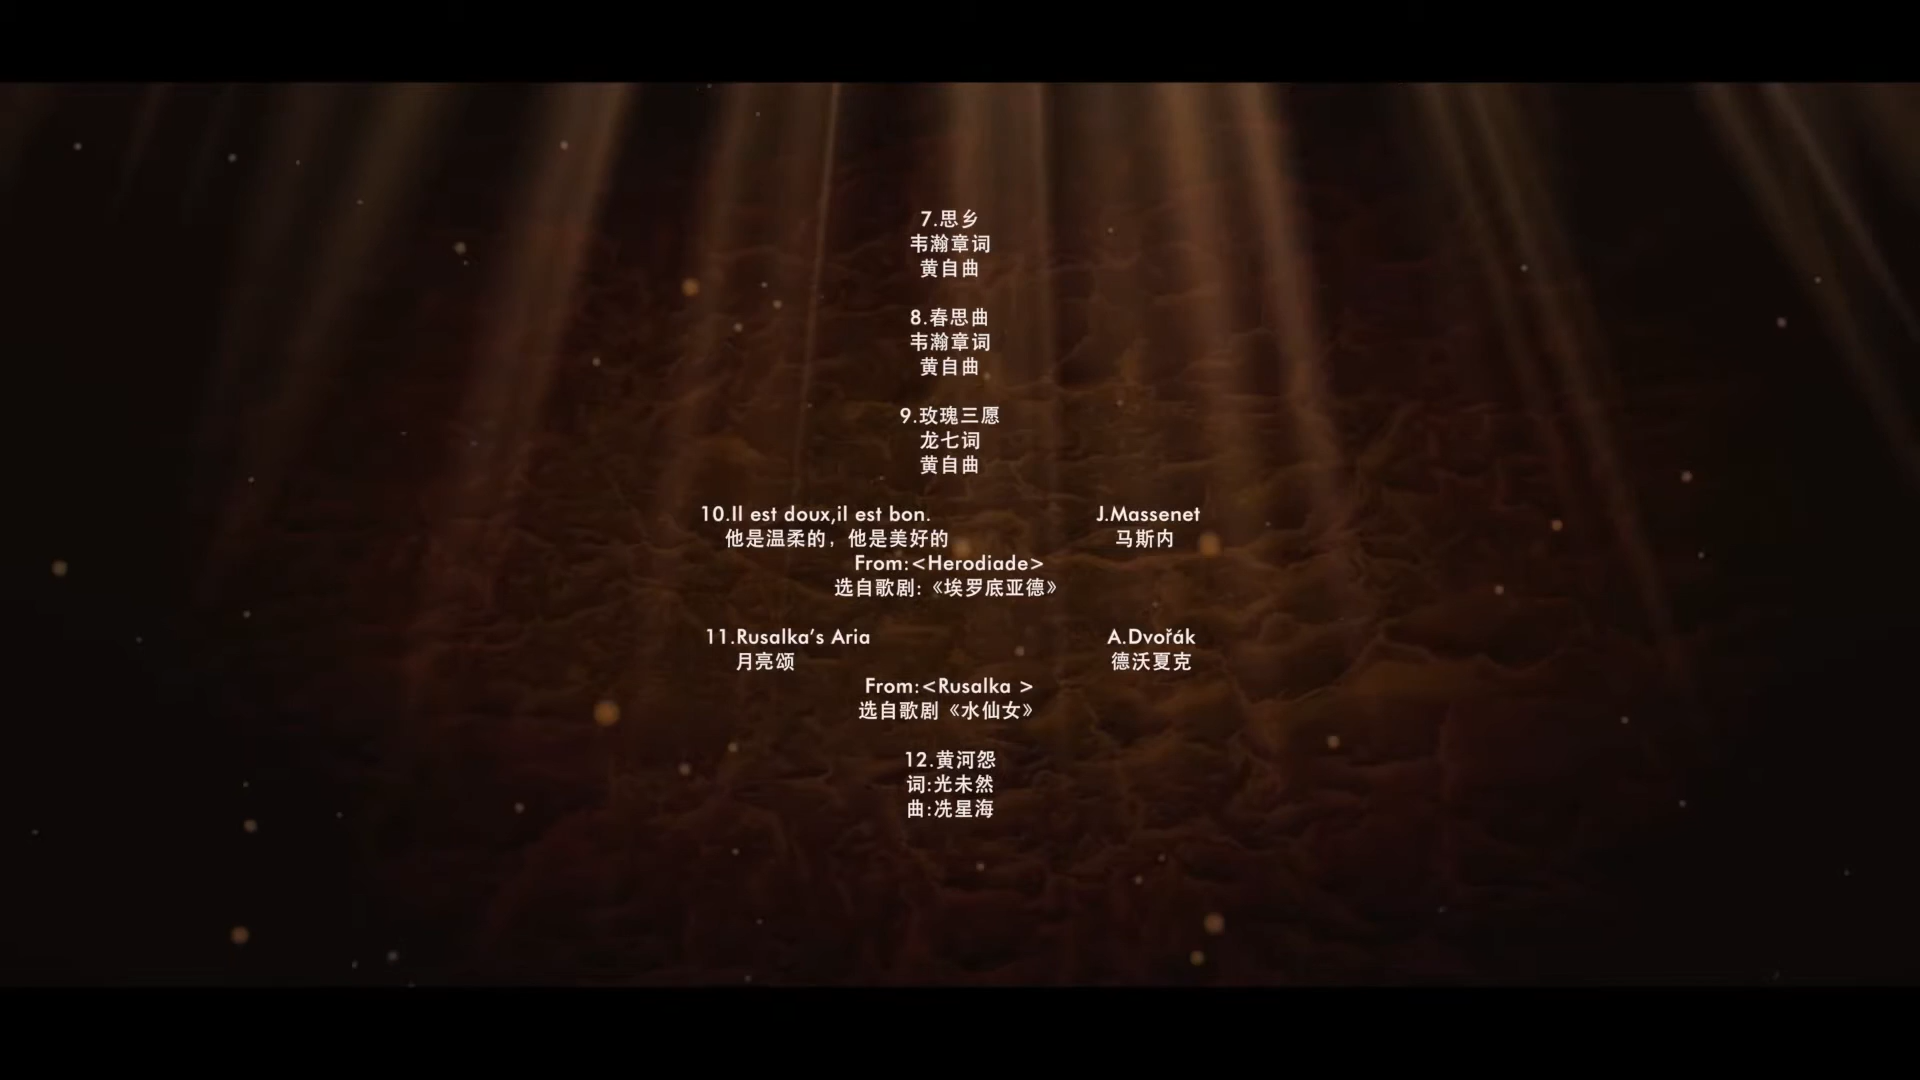 7.思乡
韦瀚章词
黄自曲
8.春思曲
韦瀚章词
黄自曲
9.玫瑰三愿
龙七词
黄自曲
10.Il est doux,il est bon. J.Massenet
他是温柔的，他是美好的 马斯内
From:<Herodiade>
选自歌剧:《埃罗底亚德》
11.Rusalka’s Aria A.Dvořák
月亮颂 德沃夏克
From:<Rusalka >
选自歌剧《水仙女》
12.黄河怨
词:光未然
曲:冼星海